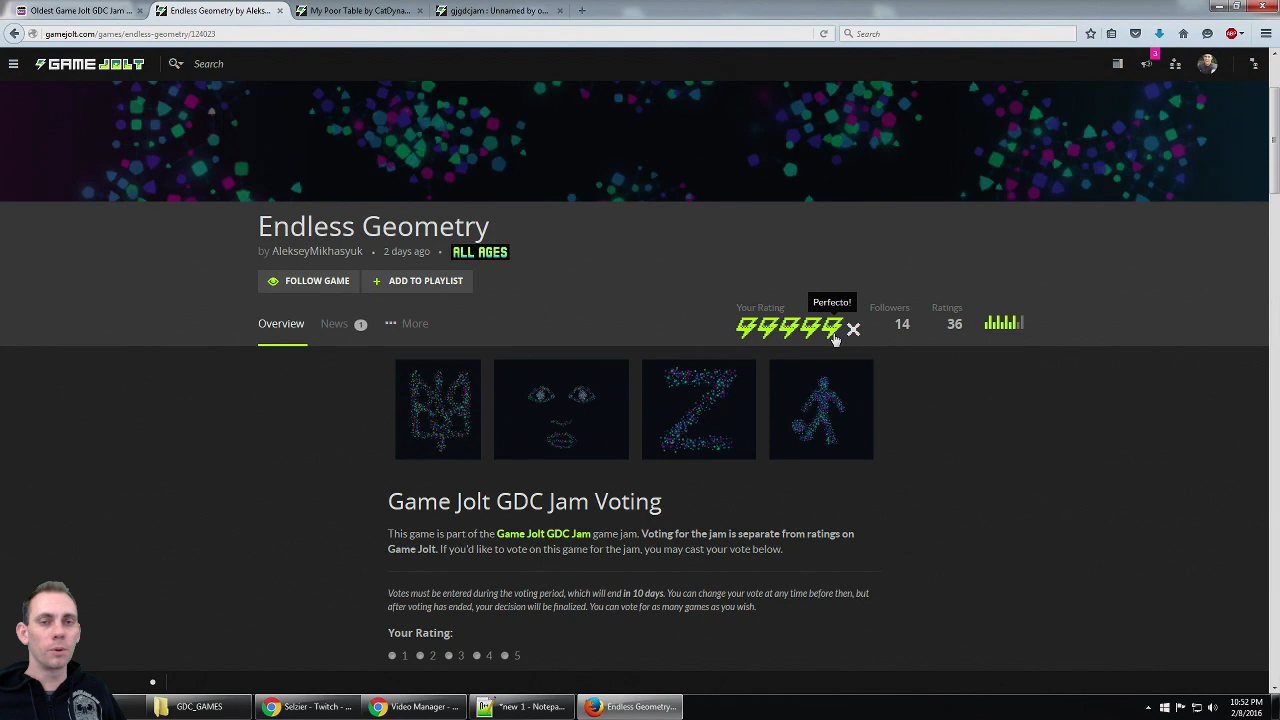 Oldest Game Jolt GDC Jam ... ×
Endless Geometry by Aleks... ×
My Poor Table by CatDyna... ×
gjgdcjam : Unnamed by o... ×
gamejolt.com/games/endless-geometry/124023
Search
GAME JOLT
Search
3
Endless Geometry
by AlekseyMikhasyuk • 2 days ago • ALL AGES
FOLLOW GAME
+ ADD TO PLAYLIST
Perfecto!
Your Rating
Followers
Ratings
Overview
News 1
••• More
14
36
Game Jolt GDC Jam Voting
This game is part of the Game Jolt GDC Jam game jam. Voting for the jam is separate from ratings on
Game Jolt. If you'd like to vote on this game for the jam, you may cast your vote below.
Votes must be entered during the voting period, which will end in 10 days. You can change your vote at any time before then, but
after voting has ended, your decision will be finalized. You can vote for as many games as you wish.
Your Rating:
1 2 3 4 5
GDC_GAMES
Selzier - Twitch - ...
Video Manager - ...
*new 1 - Notepa...
Endless Geometry...
10:52 PM
2/8/2016